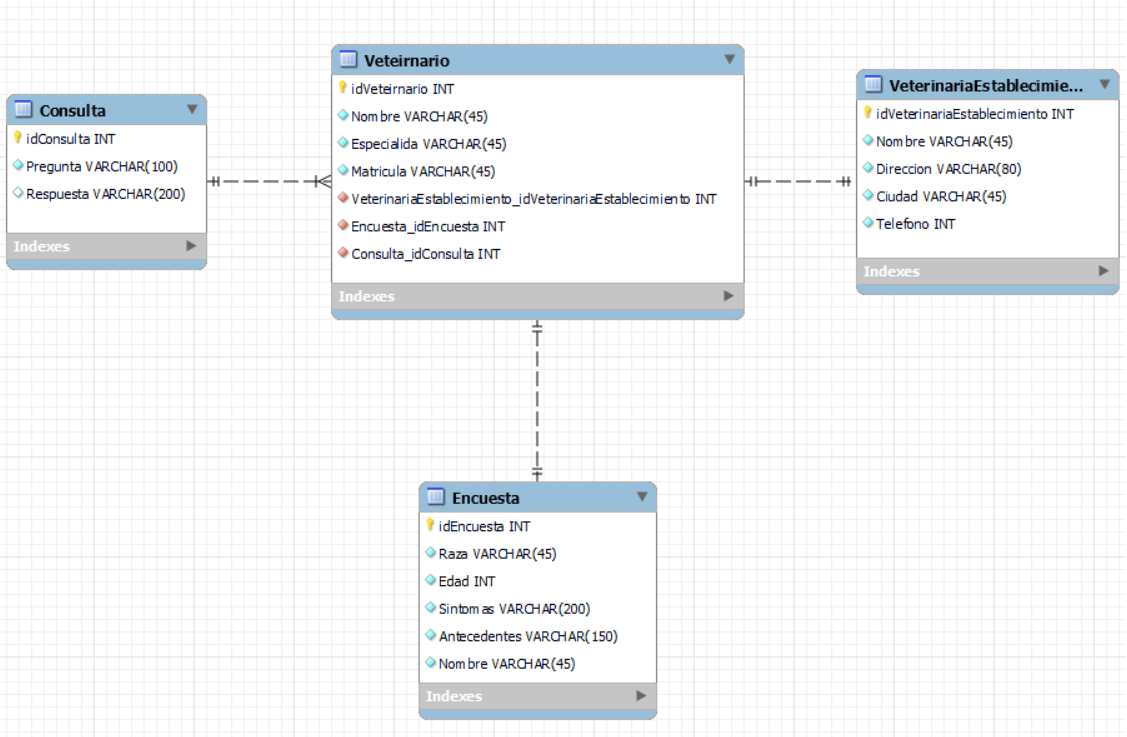 Consulta
idConsulta INT
Pregunta VARCHAR(100)
Respuesta VARCHAR(200)
Indexes
Veteirnario
idVeteirnario INT
Nombre VARCHAR(45)
Especialida VARCHAR(45)
Matricula VARCHAR(45)
VeterinariaEstablecimiento_idVeterinariaEstablecimiento INT
Encuesta_idEncuesta INT
Consulta_idConsulta INT
Indexes
VeterinariaEstablecimie...
idVeterinariaEstablecimiento INT
Nombre VARCHAR(45)
Direccion VARCHAR(80)
Ciudad VARCHAR(45)
Telefono INT
Indexes
Encuesta
idEncuesta INT
Raza VARCHAR(45)
Edad INT
Sintomas VARCHAR(200)
Antecedentes VARCHAR(150)
Nombre VARCHAR(45)
Indexes